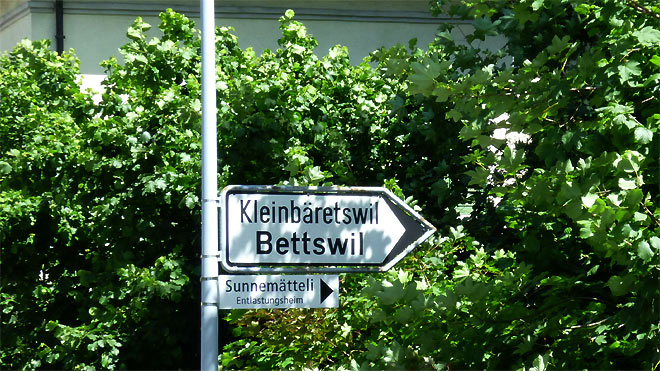 Kleinbäretswil
Bettswil
Sunnemätteli
Entlastungsheim